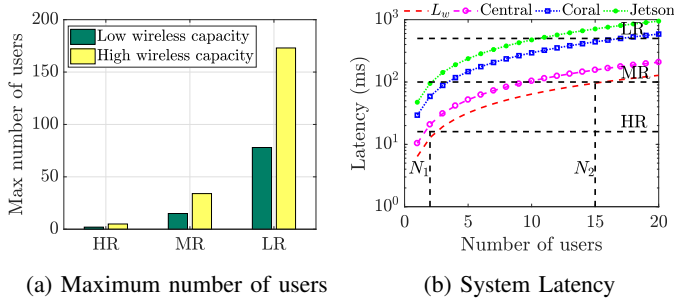 Low wireless capacity
High wireless capacity
Max number of users
200
150
100
50
0
HR
MR
LR
(a) Maximum number of users
L_w Central Coral Jetson
Latency (ms)
10^3
10^2
10^1
10^0
LR
MR
HR
N_1
N_2
0 5 10 15 20
Number of users
(b) System Latency